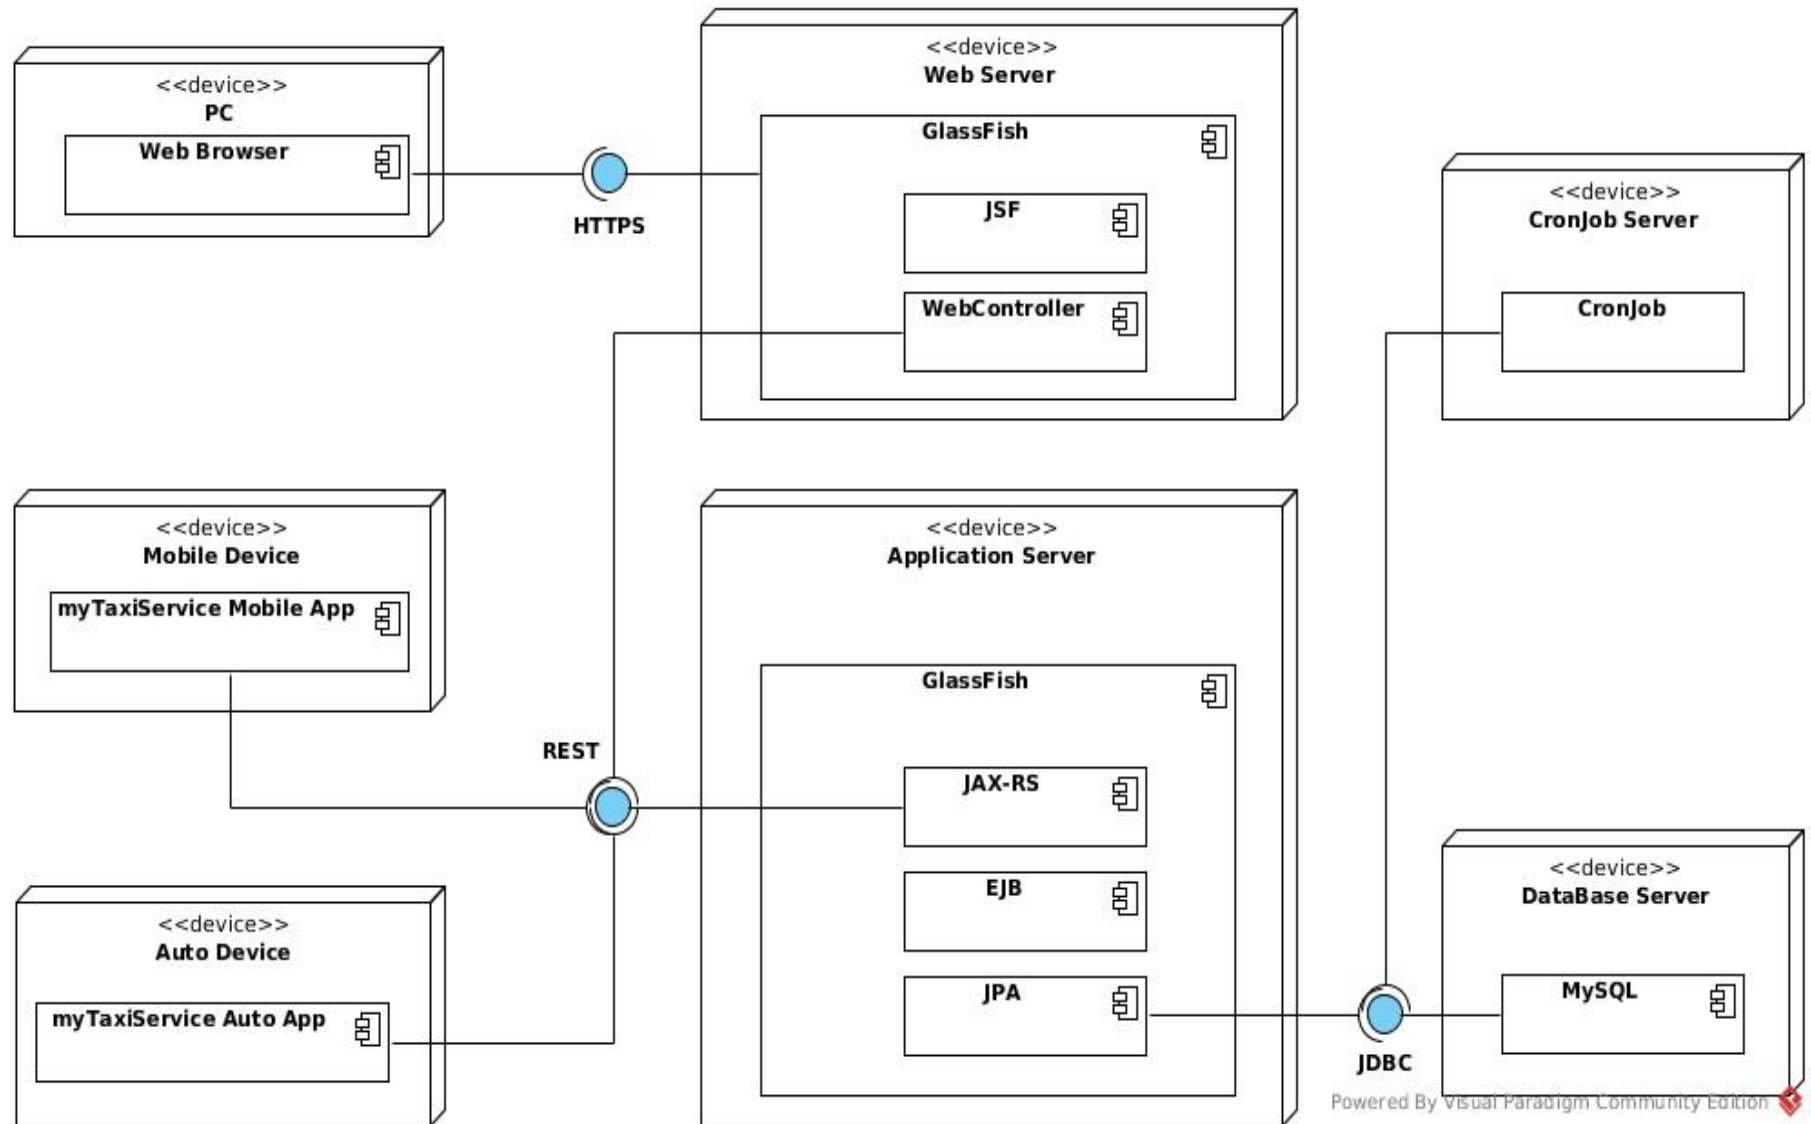 <<device>>
PC
Web Browser
HTTPS
<<device>>
Web Server
GlassFish
JSF
WebController
<<device>>
CronJob Server
CronJob
<<device>>
Mobile Device
myTaxiService Mobile App
REST
<<device>>
Application Server
GlassFish
JAX-RS
EJB
JPA
<<device>>
Auto Device
myTaxiService Auto App
<<device>>
DataBase Server
MySQL
JDBC
Powered By Visual Paradigm Community Edition